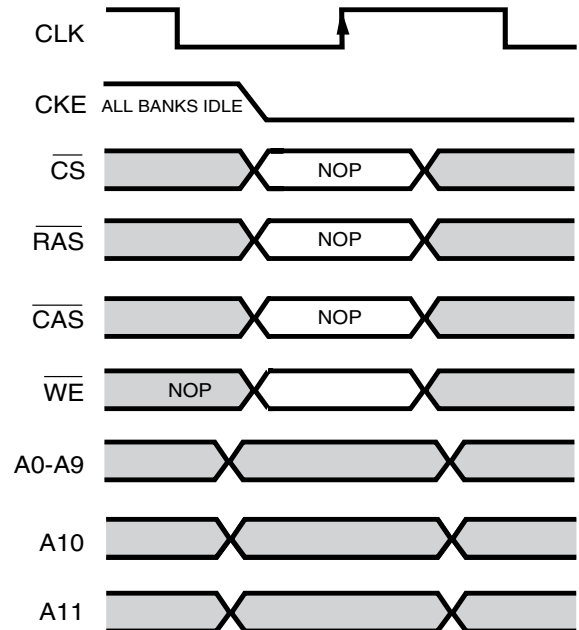 CLK
CKE ALL BANKS IDLE
CS NOP
RAS NOP
CAS NOP
WE NOP
A0-A9
A10
A11